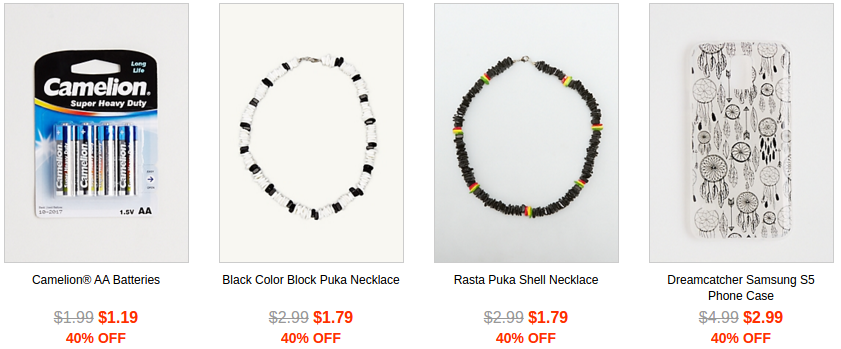 Long
Life
Camelion.
Super Heavy Duty
10-2017
1.5V AA
Camelion® AA Batteries
$1.99 $1.19
40% OFF
Black Color Block Puka Necklace
$2.99 $1.79
40% OFF
Rasta Puka Shell Necklace
$2.99 $1.79
40% OFF
Dreamcatcher Samsung S5
Phone Case
$4.99 $2.99
40% OFF